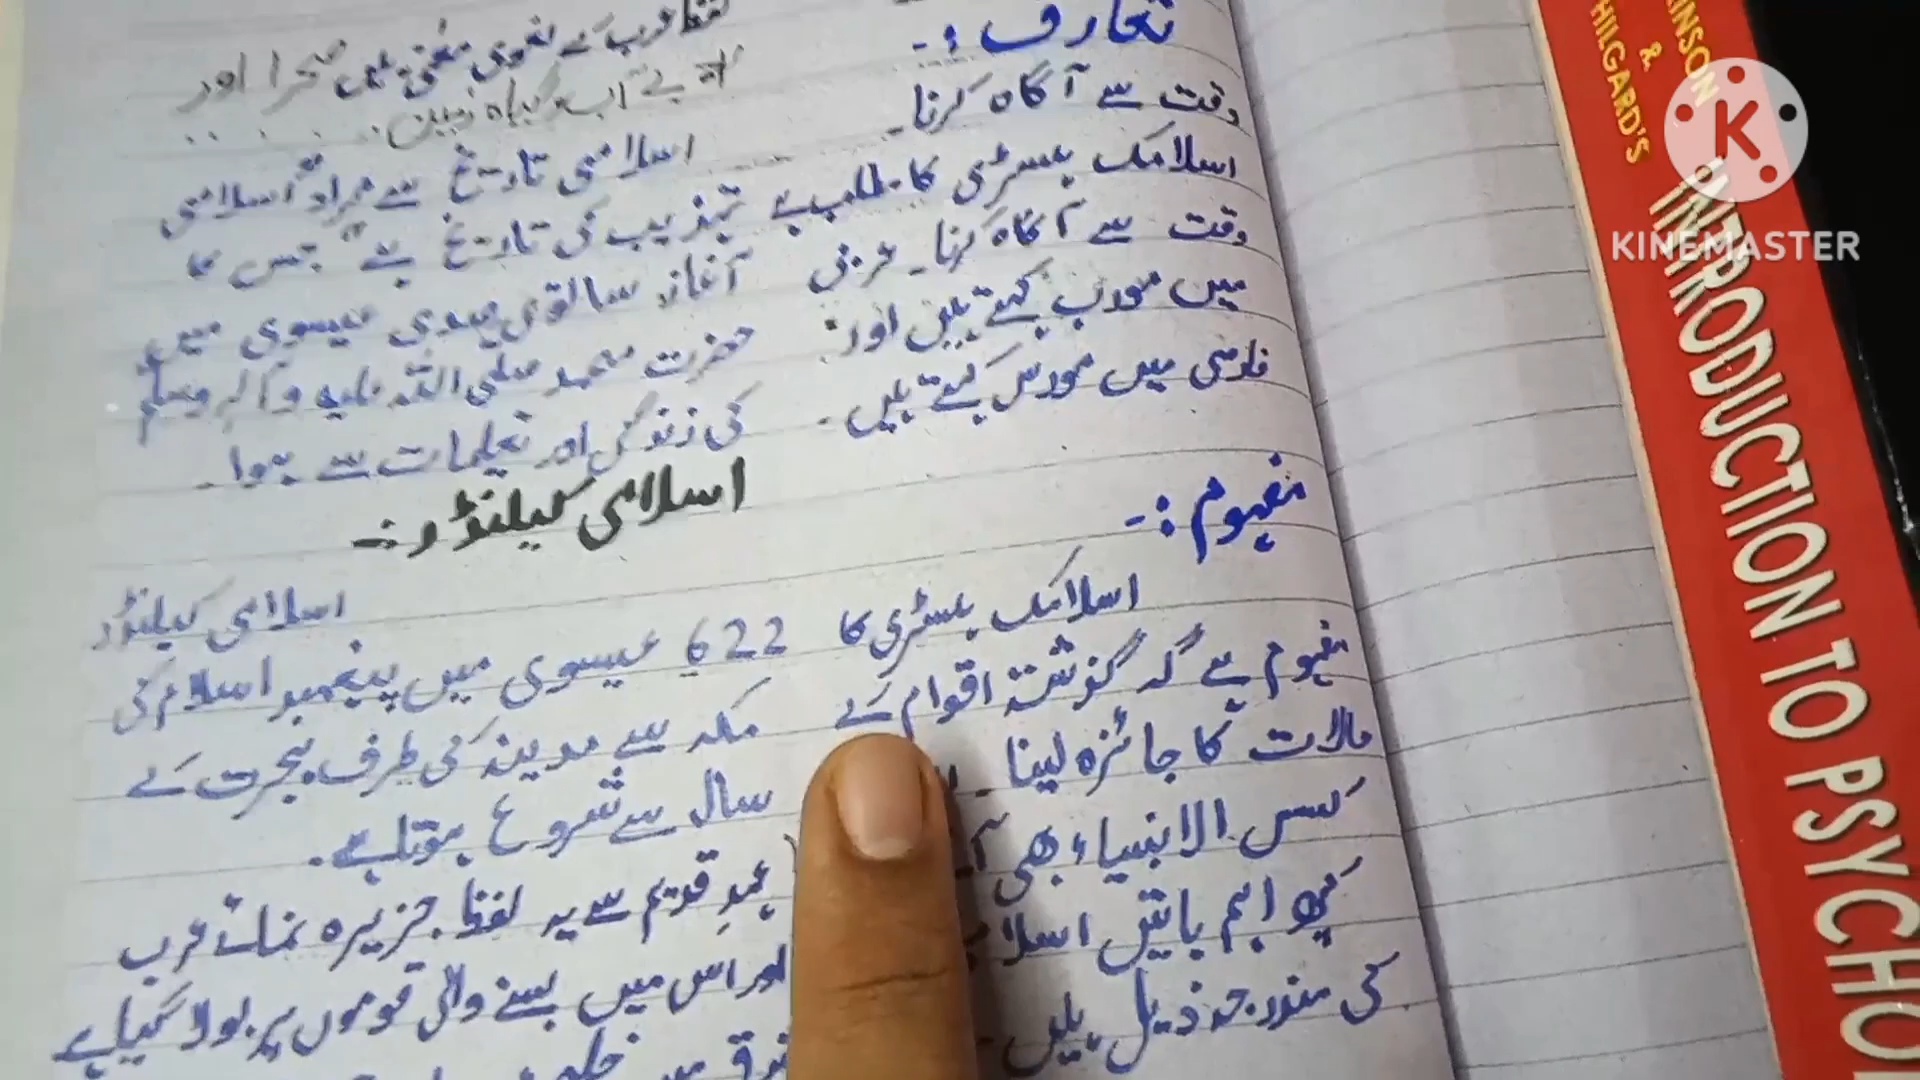 تعارف :-
وقت سے آگاہ کرنا۔
اسلامک ہسٹری کا مطلب ہے
وقت سے آگاہ کرنا۔ عربی
میں مورب کہتے ہیں اور
فارسی میں مورس کہتے ہیں۔
مفہوم :-
اسلامک ہسٹری کا
مفہوم ہے کہ گزشتہ اقوام کے
حالات کا جائزہ لینا۔
کسس الانبیاء بھی
کچھ اہم باتیں
کی مندرجہ ذیل ہیں
لفظ عرب کے لغوی معنی ہیں صحرا اور
بے آب و گیاہ زمین
اسلامی تاریخ سے مراد "اسلامی
تہذیب کی تاریخ ہے" جس کا
آغاز ساتویں صدی عیسوی میں
حضرت محمد صلی اللہ علیہ وآلہ وسلم
کی زندگی اور تعلیمات سے ہوا۔
اسلامی کیلنڈر :-
اسلامی کیلنڈر
622 عیسوی میں پیغمبر اسلام کی
مکہ سے مدینہ کی طرف ہجرت کے
سال سے شروع ہوتا ہے۔
عہدِ قدیم سے یہ لفظ جزیرہ نمائے عرب
اور اس میں بسنے والی قوموں پر بولا گیا ہے
&
HILGARD'S
INTRODUCTION TO PSYCHO
K
KINEMASTER